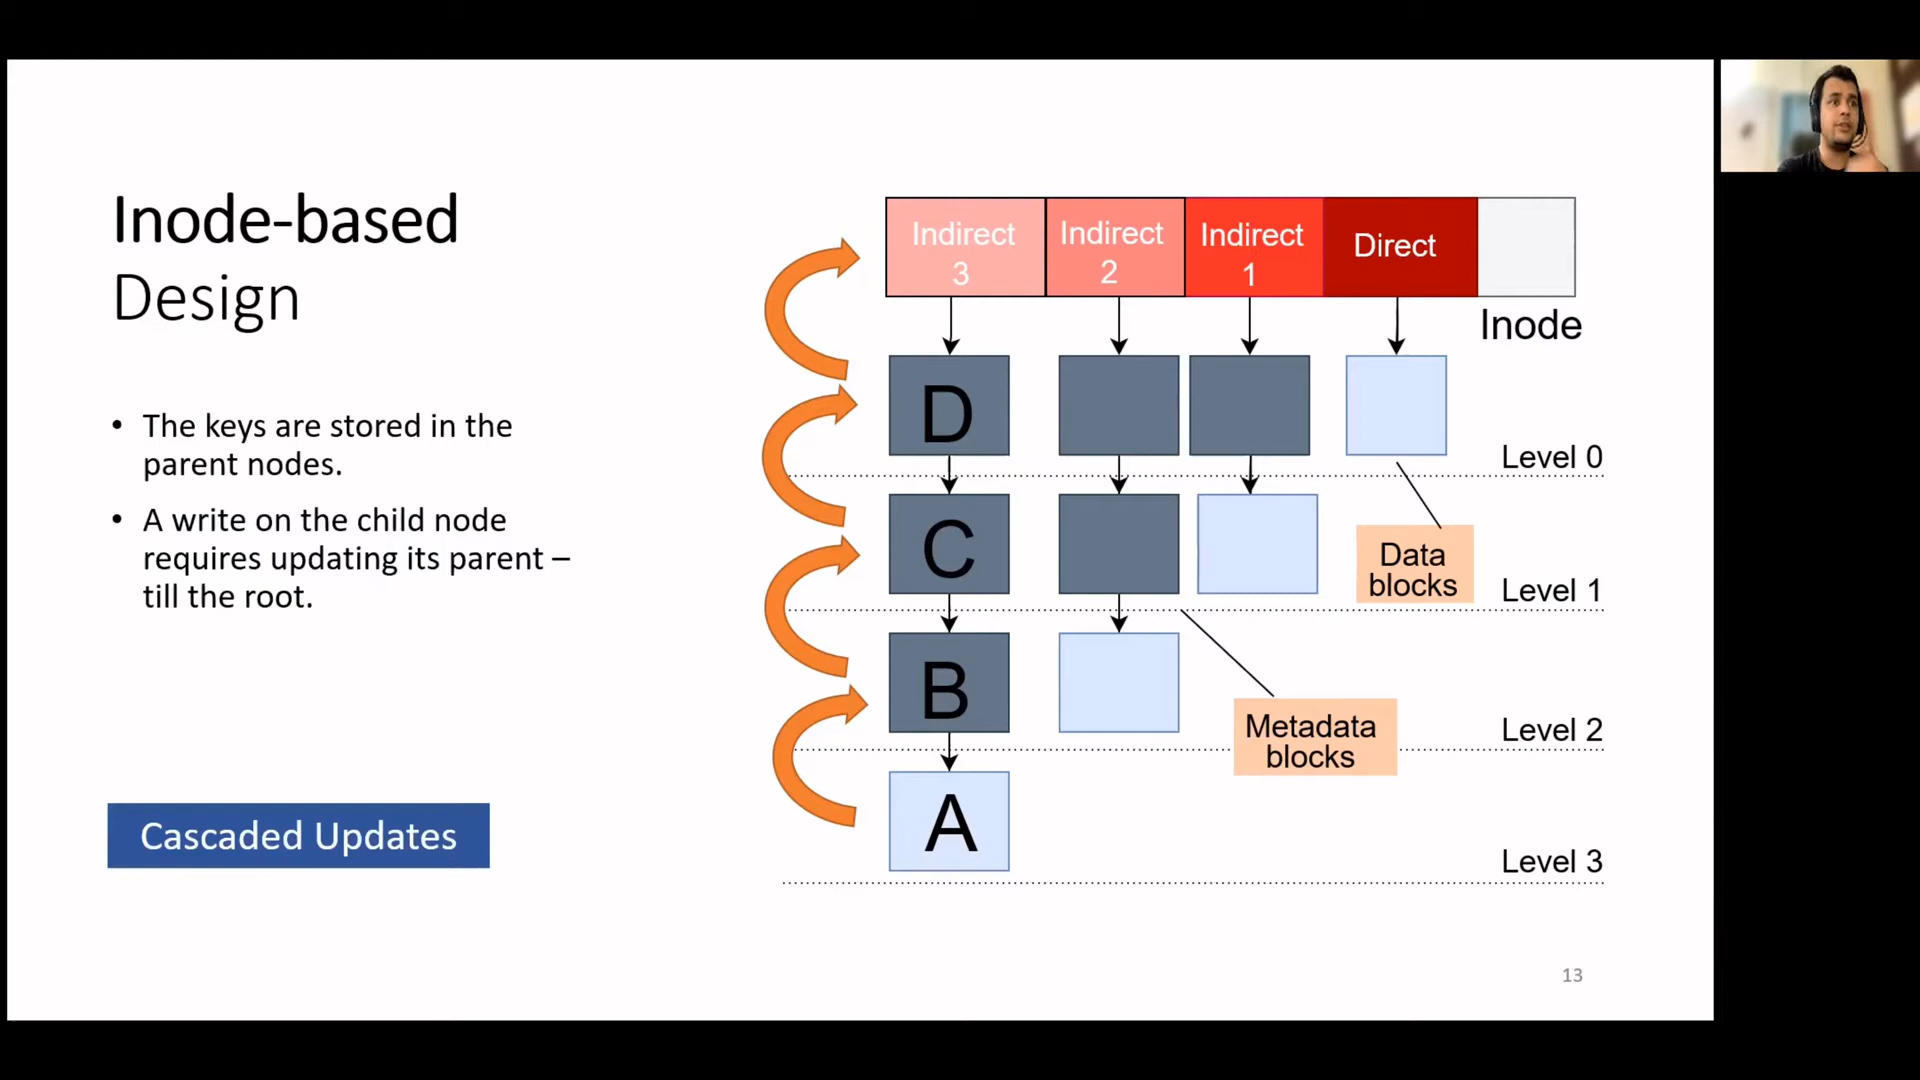 Inode-based
Design
• The keys are stored in the
parent nodes.
• A write on the child node
requires updating its parent –
till the root.
Cascaded Updates
Indirect
3
Indirect
2
Indirect
1
Direct
Inode
D
Level 0
C
Data
blocks
Level 1
B
Metadata
blocks
Level 2
A
Level 3
13